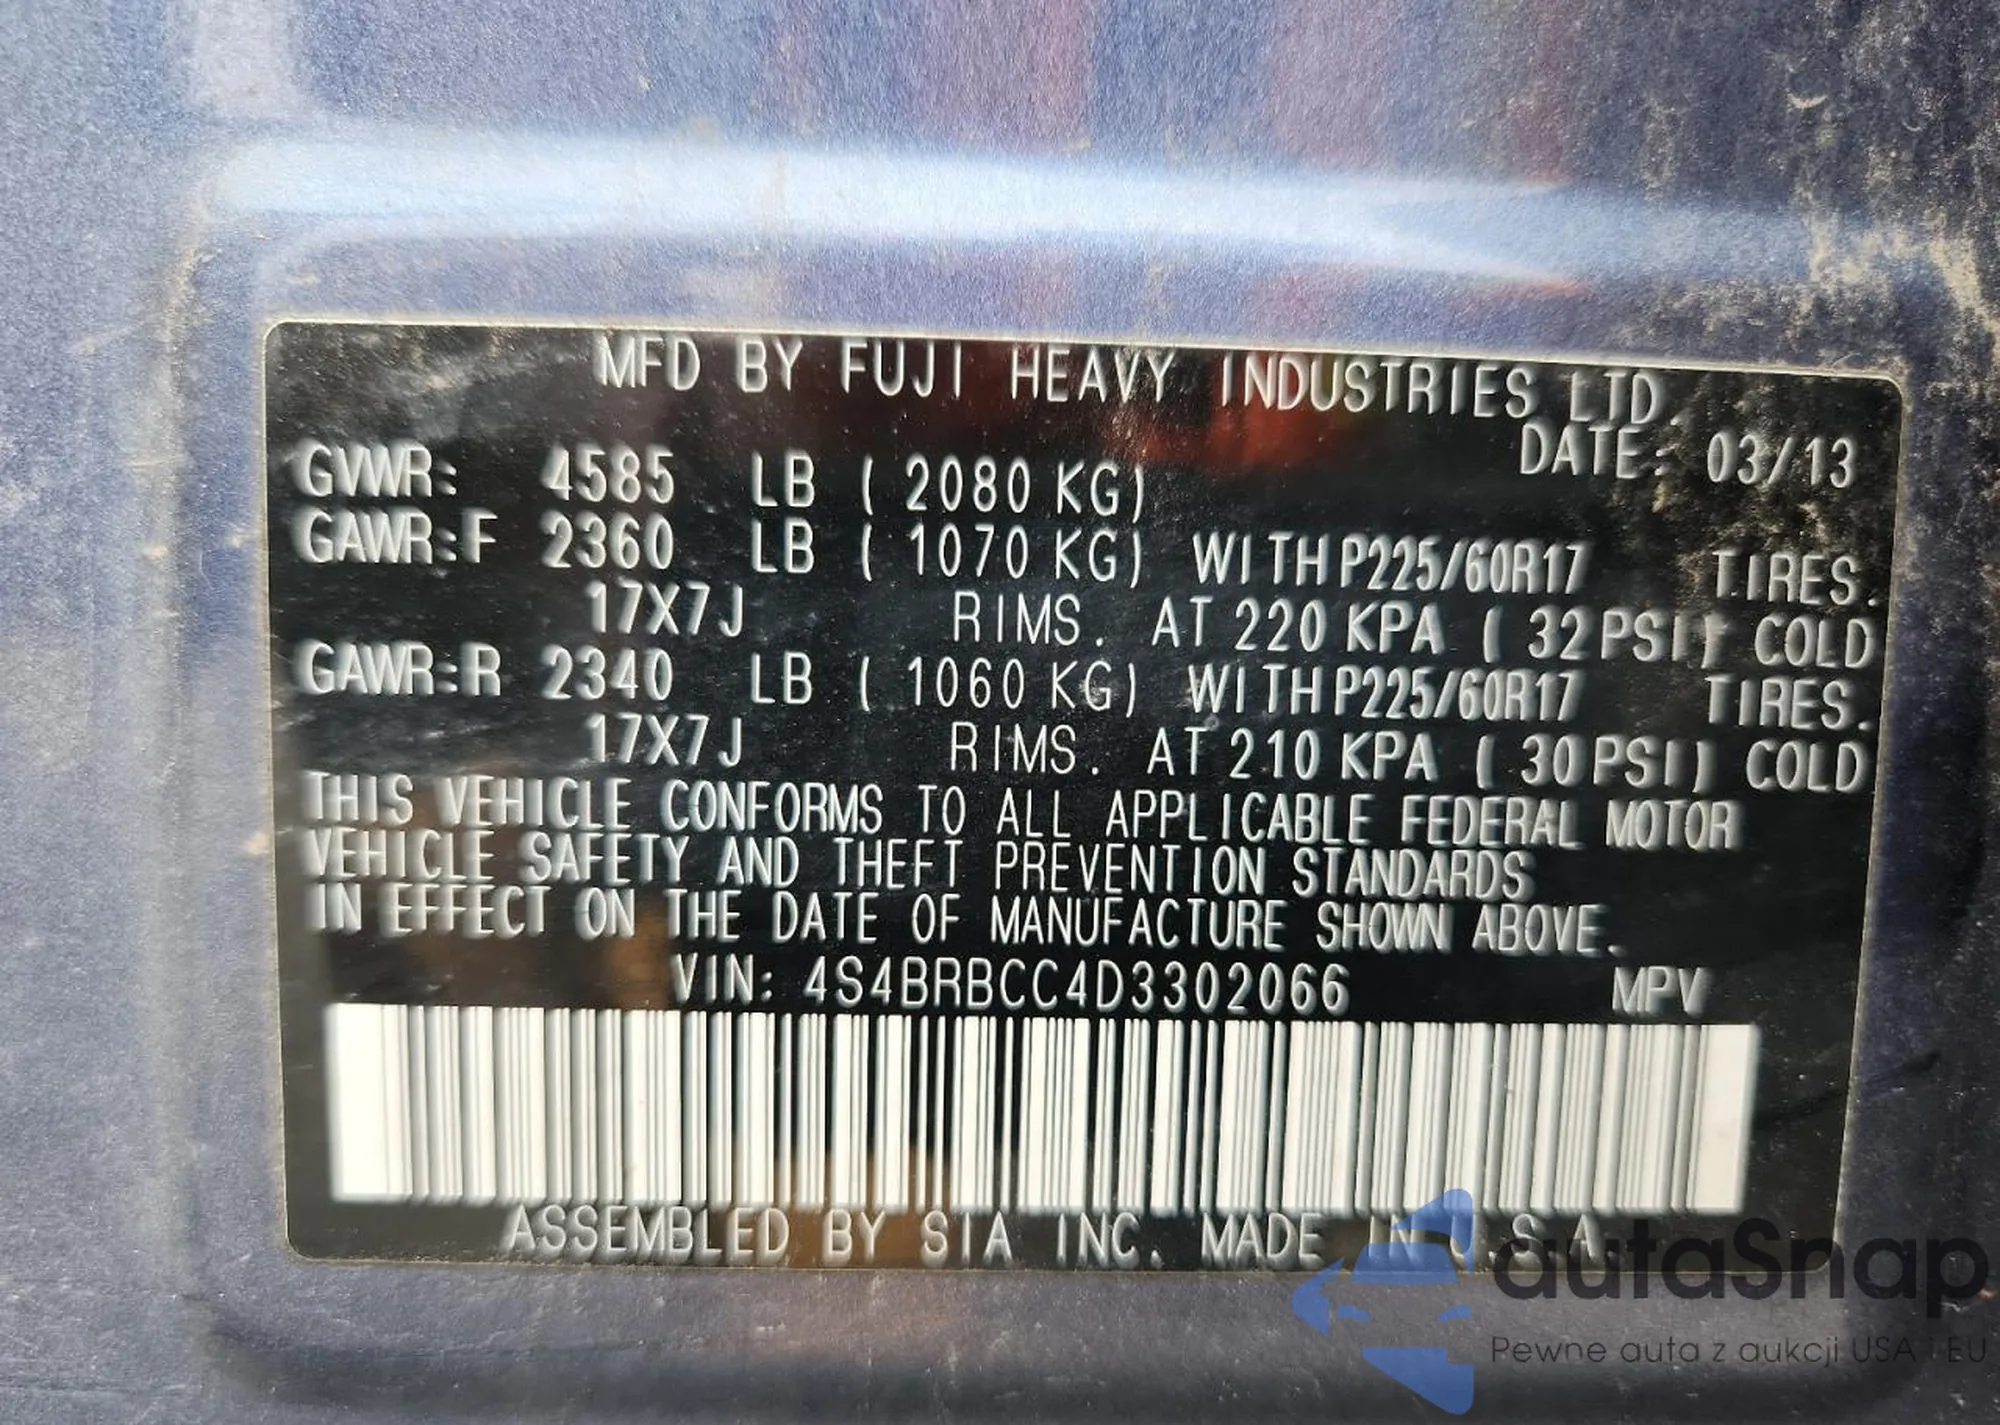 MFD BY FUJI HEAVY INDUSTRIES LTD.
DATE: 03/13
GVWR: 4585 LB ( 2080 KG)
GAWR:F 2360 LB ( 1070 KG) WITH P225/60R17 TIRES.
17X7J RIMS. AT 220 KPA ( 32 PSI) COLD
GAWR:R 2340 LB ( 1060 KG) WITH P225/60R17 TIRES.
17X7J RIMS. AT 210 KPA ( 30 PSI) COLD
THIS VEHICLE CONFORMS TO ALL APPLICABLE FEDERAL MOTOR
VEHICLE SAFETY AND THEFT PREVENTION STANDARDS
IN EFFECT ON THE DATE OF MANUFACTURE SHOWN ABOVE.
VIN: 4S4BRBCC4D3302066 MPV
ASSEMBLED BY SIA INC. MADE IN U.S.A.
autaSnap
Pewne auta z aukcji USA i EU